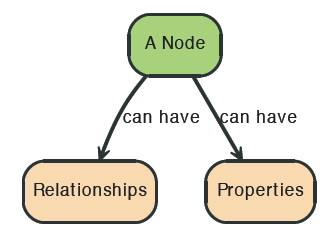 A Node
can have can have
Relationships Properties